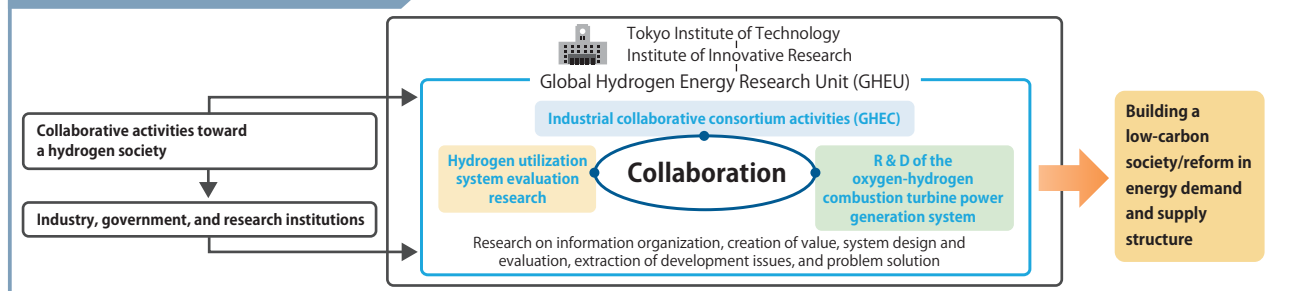 Tokyo Institute of Technology
Institute of Innovative Research
Global Hydrogen Energy Research Unit (GHEU)
Industrial collaborative consortium activities (GHEC)
Collaborative activities toward
a hydrogen society
Industry, government, and research institutions
Hydrogen utilization
system evaluation
research
Collaboration
R & D of the
oxygen-hydrogen
combustion turbine power
generation system
Research on information organization, creation of value, system design and
evaluation, extraction of development issues, and problem solution
Building a
low-carbon
society/reform in
energy demand
and supply
structure